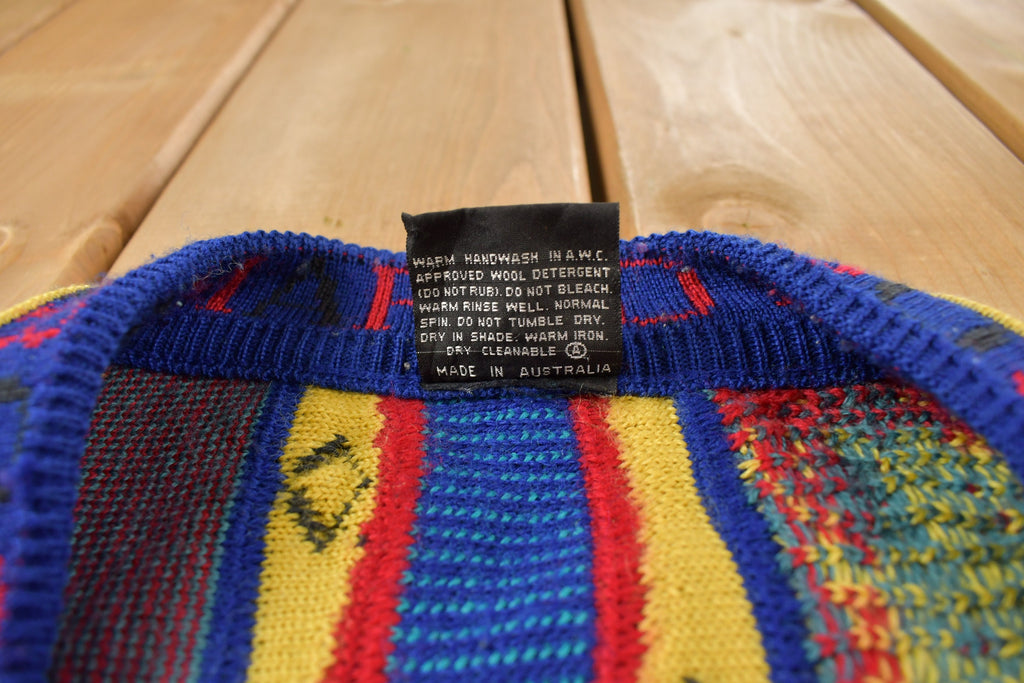 WARM HANDWASH IN A.W.C.
APPROVED WOOL DETERGENT
(DO NOT RUB). DO NOT BLEACH.
WARM RINSE WELL. NORMAL
SPIN. DO NOT TUMBLE DRY.
DRY IN SHADE. WARM IRON.
DRY CLEANABLE Ⓐ
MADE IN AUSTRALIA